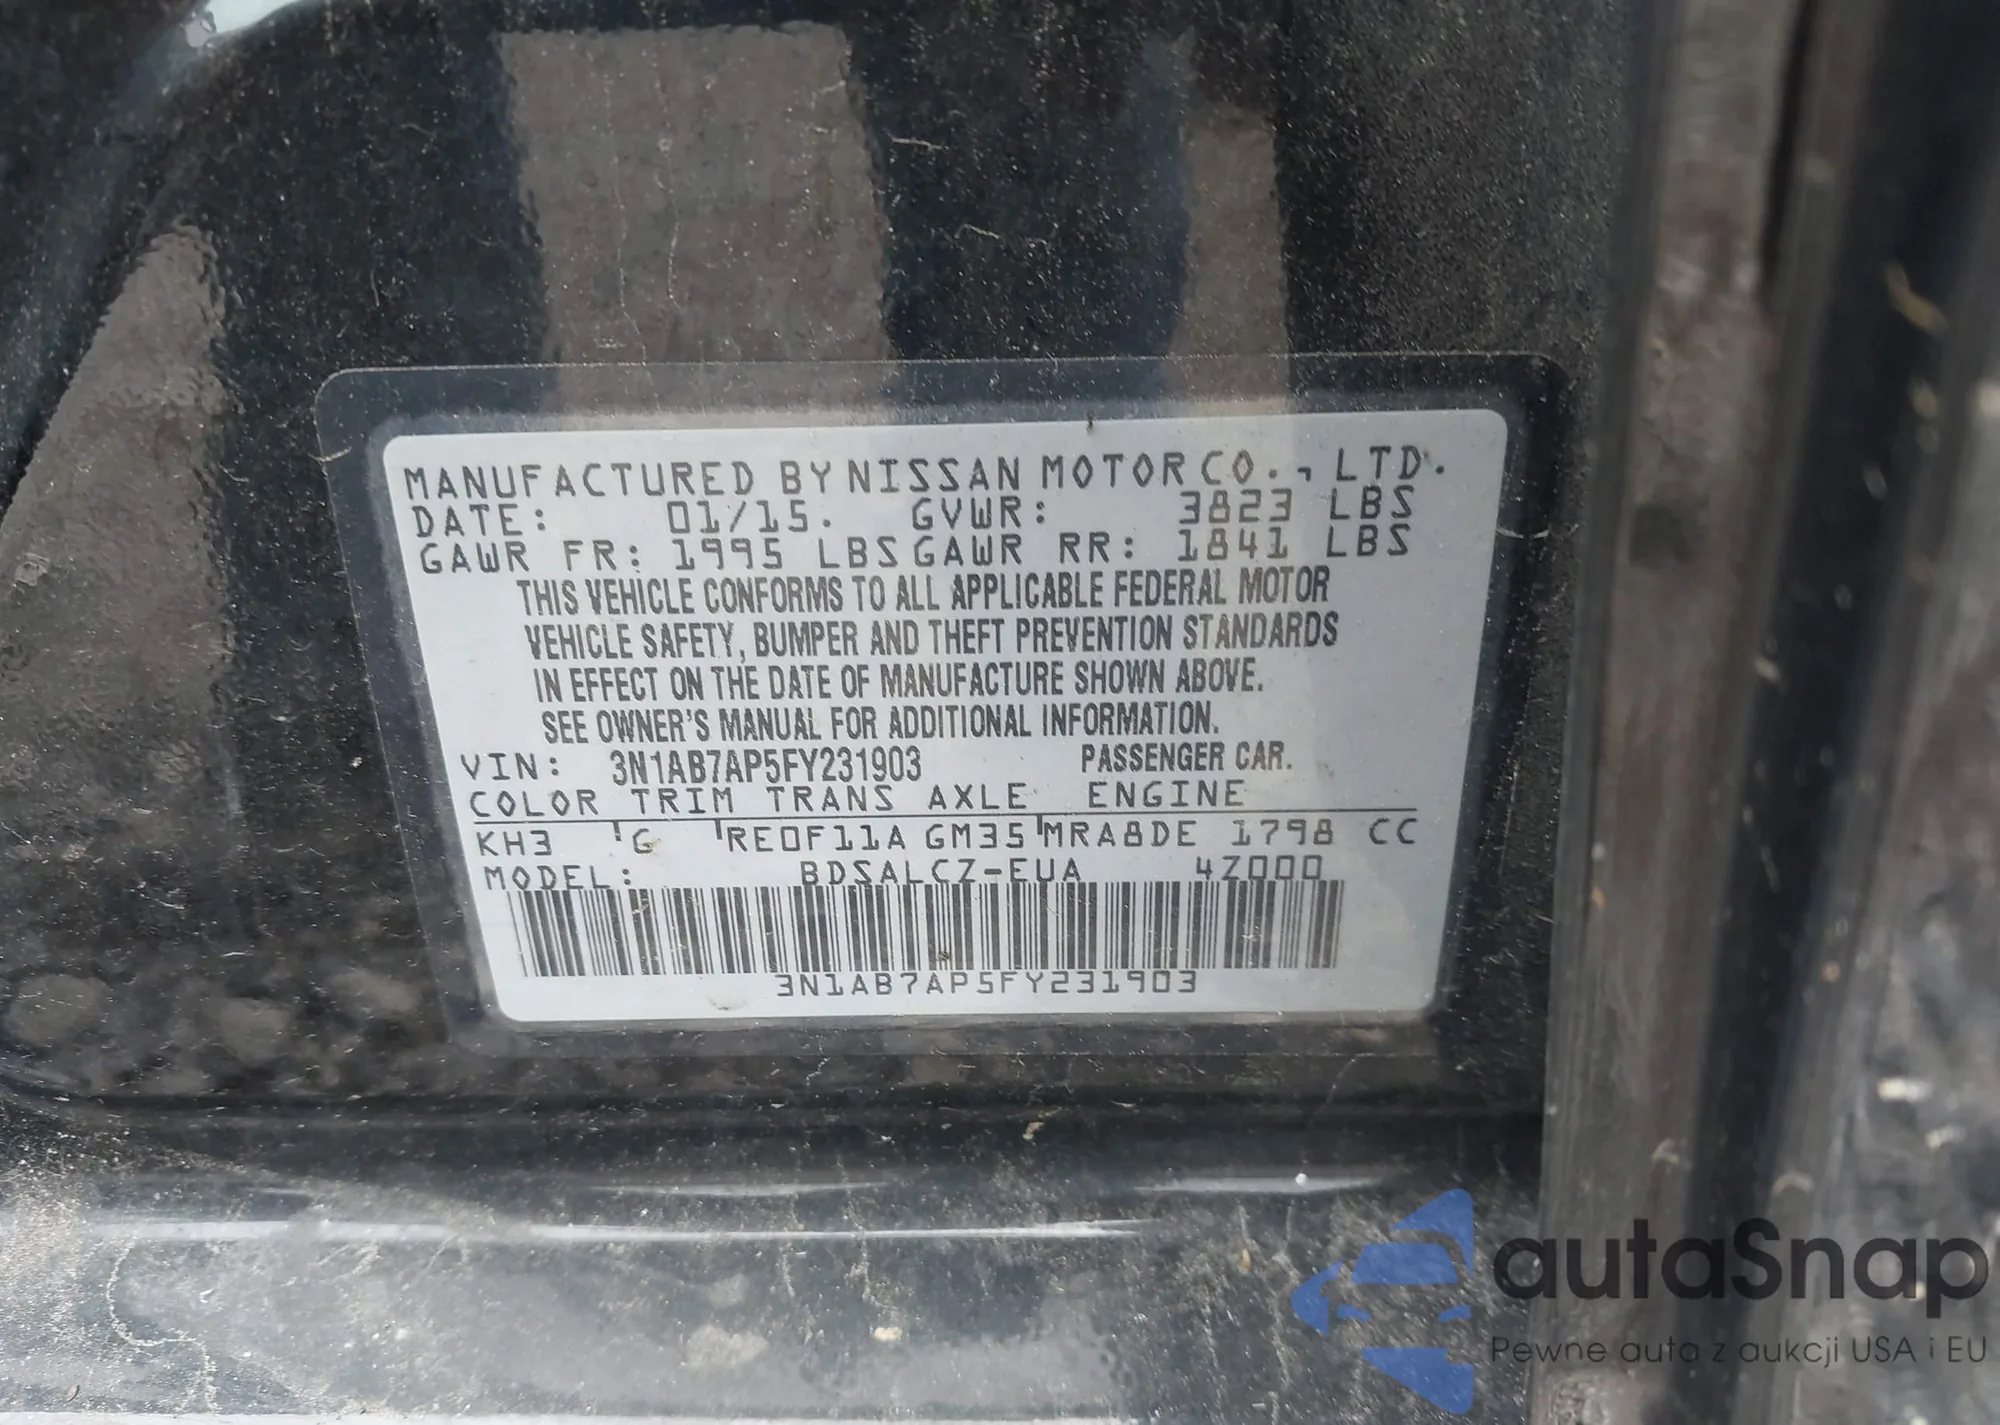 MANUFACTURED BY NISSAN MOTOR CO., LTD.
DATE: 01/15. GVWR: 3823 LBS
GAWR FR: 1995 LBS GAWR RR: 1841 LBS
THIS VEHICLE CONFORMS TO ALL APPLICABLE FEDERAL MOTOR
VEHICLE SAFETY, BUMPER AND THEFT PREVENTION STANDARDS
IN EFFECT ON THE DATE OF MANUFACTURE SHOWN ABOVE.
SEE OWNER'S MANUAL FOR ADDITIONAL INFORMATION.
VIN: 3N1AB7AP5FY231903 PASSENGER CAR.
COLOR TRIM TRANS AXLE ENGINE
KH3 G RE0F11A GM35 MRA8DE 1798 CC
MODEL: BDSALCZ-EUA 4Z000
3N1AB7AP5FY231903
autaSnap
Pewne auta z aukcji USA i EU